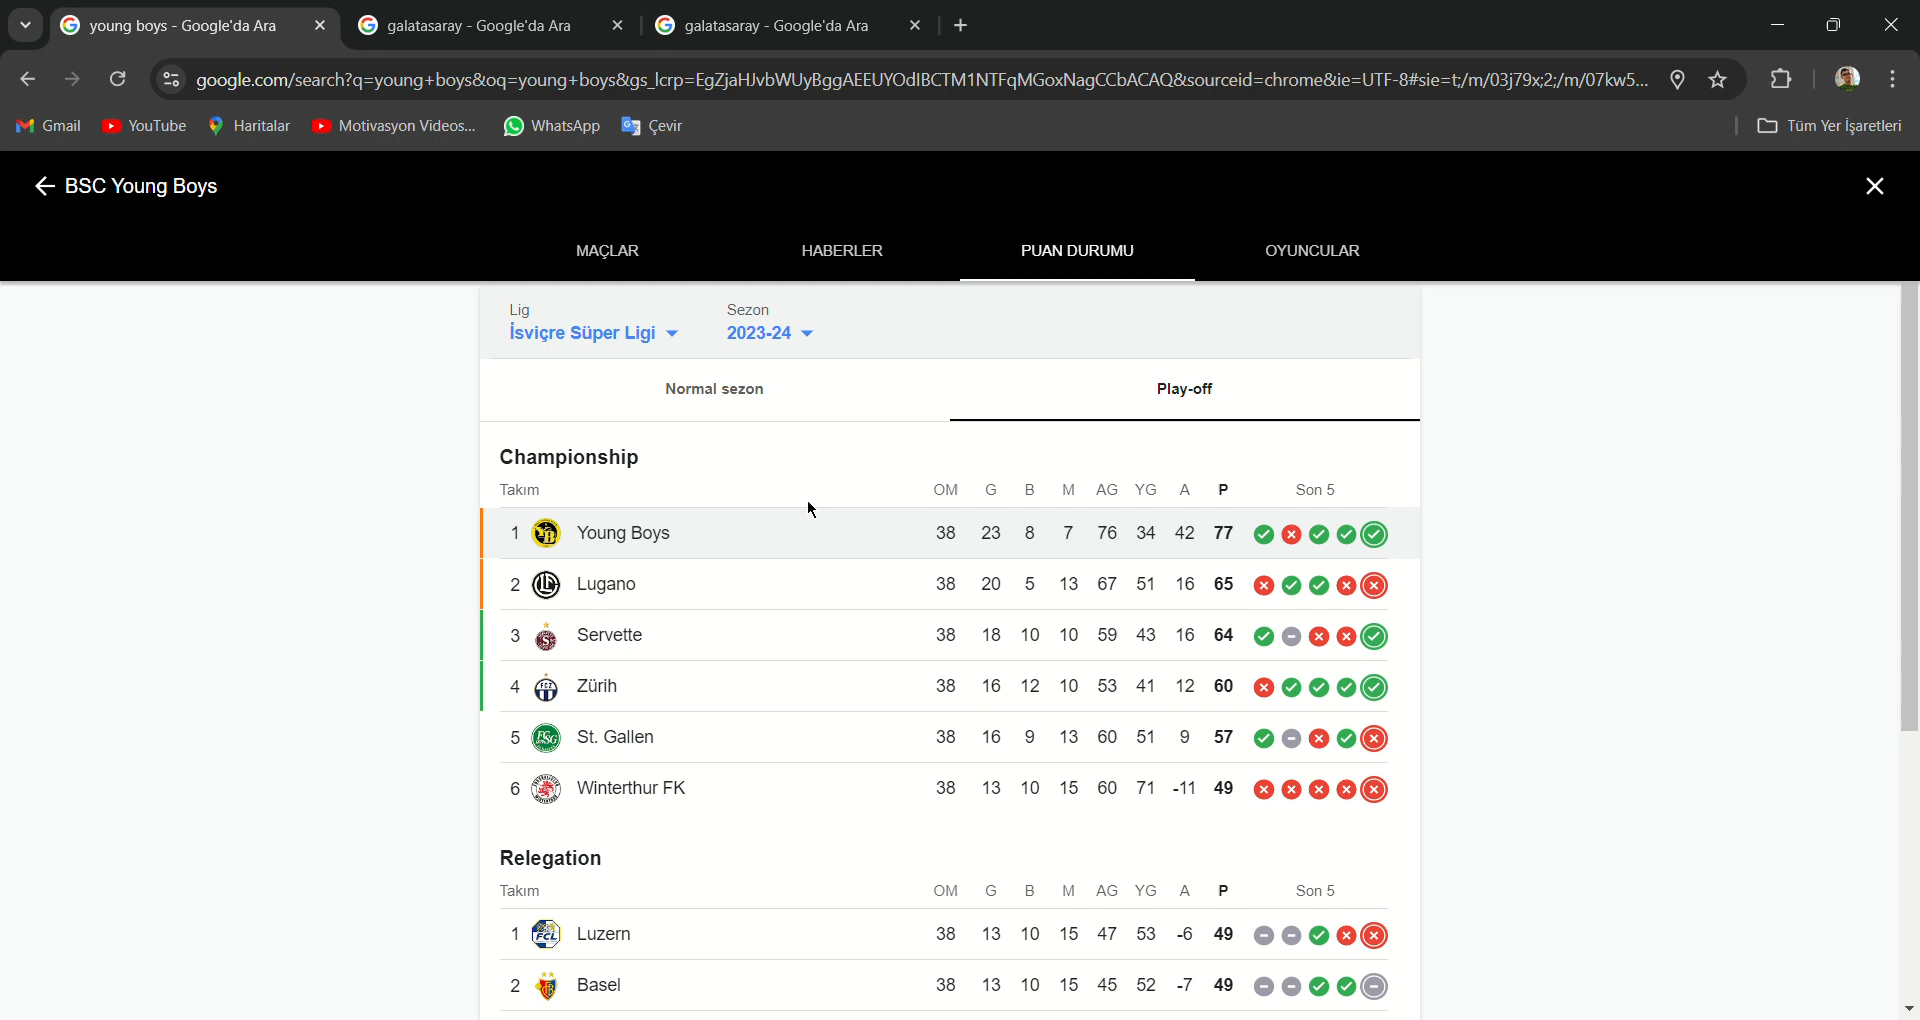 young boys - Google'da Ara
galatasaray - Google'da Ara
galatasaray - Google'da Ara
google.com/search?q=young+boys&oq=young+boys&gs_lcrp=EgZjaHJvbWUyBggAEEUYOdIBCTM1NTFqMGoxNagCCbACAQ&sourceid=chrome&ie=UTF-8#sie=t;/m/03j79x;2;/m/07kw5...
Gmail YouTube Haritalar Motivasyon Videos... WhatsApp Çevir Tüm Yer İşaretleri
BSC Young Boys
MAÇLAR HABERLER PUAN DURUMU OYUNCULAR
Lig Sezon
İsviçre Süper Ligi 2023-24
Normal sezon Play-off
Championship
Takım OM G B M AG YG A P Son 5
1 Young Boys 38 23 8 7 76 34 42 77
2 Lugano 38 20 5 13 67 51 16 65
3 Servette 38 18 10 10 59 43 16 64
4 Zürih 38 16 12 10 53 41 12 60
5 St. Gallen 38 16 9 13 60 51 9 57
6 Winterthur FK 38 13 10 15 60 71 -11 49
Relegation
Takım OM G B M AG YG A P Son 5
1 Luzern 38 13 10 15 47 53 -6 49
2 Basel 38 13 10 15 45 52 -7 49